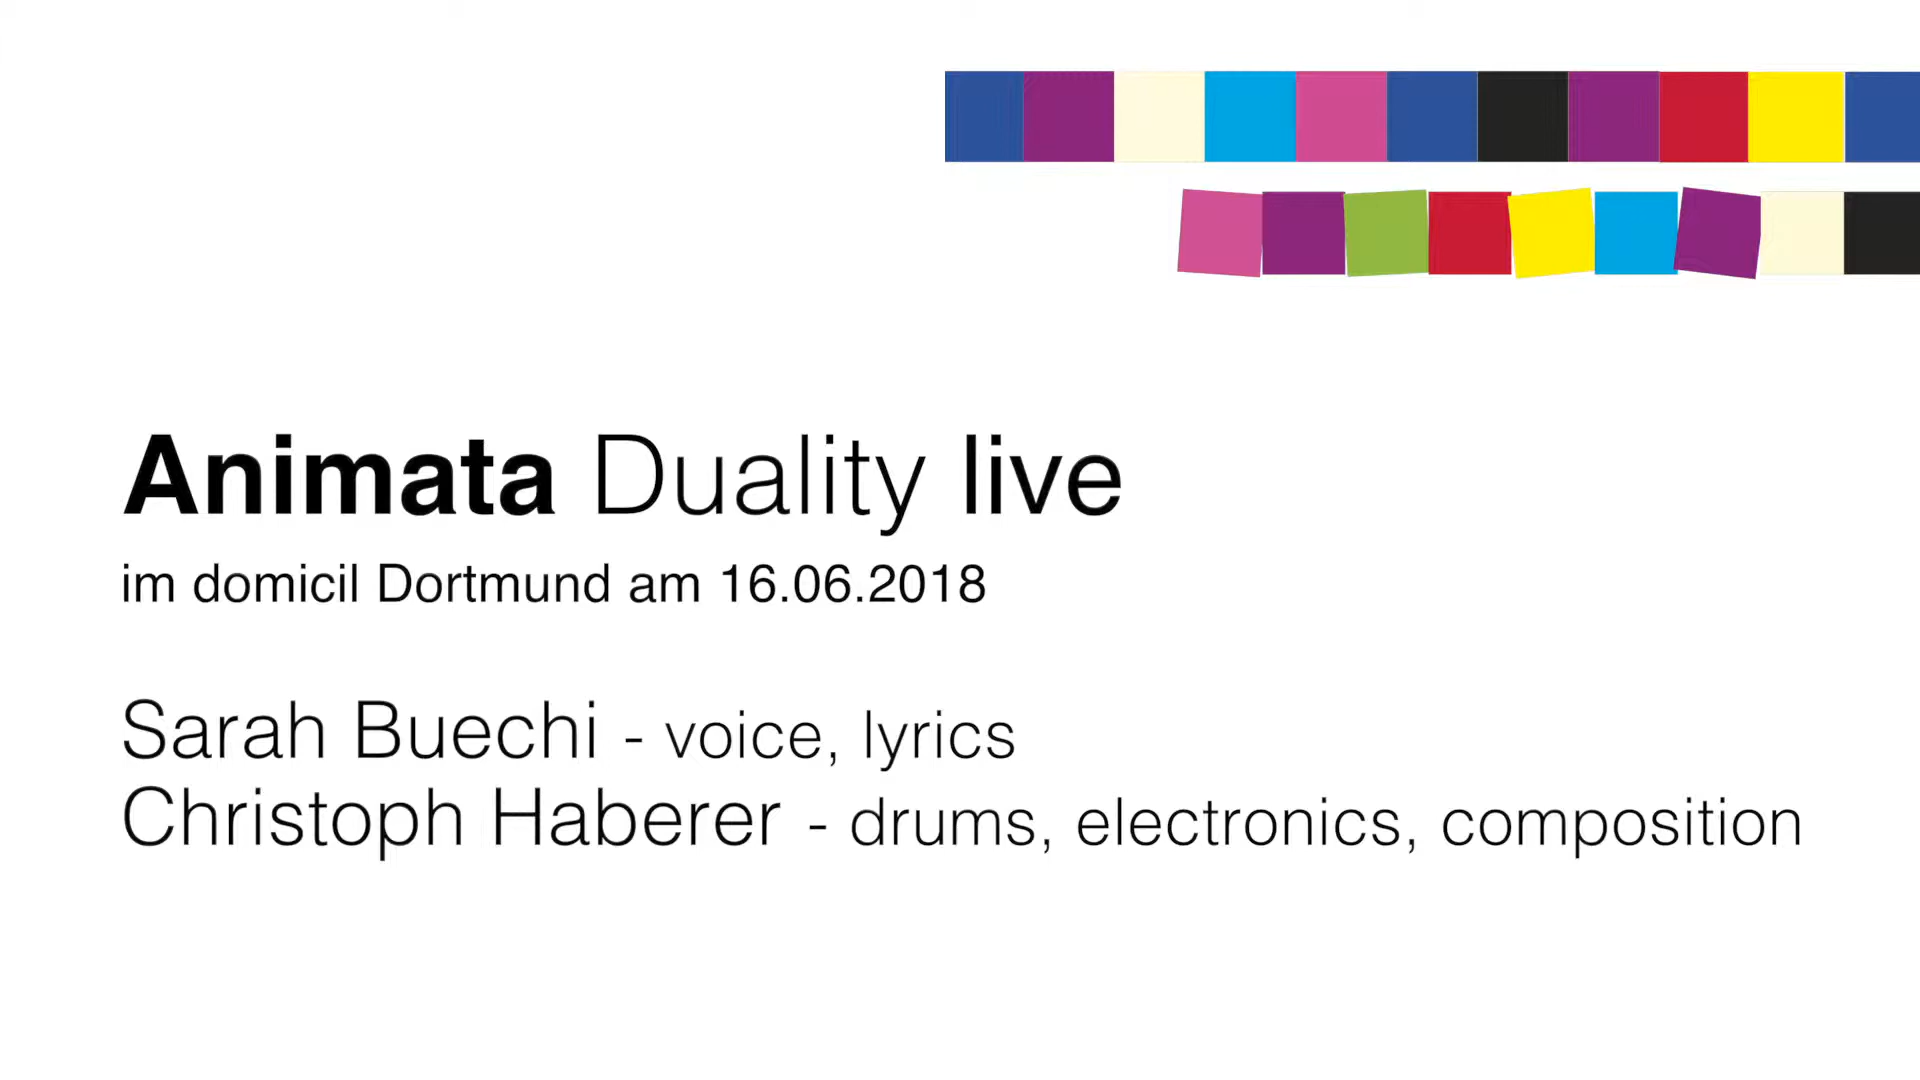 Animata Duality live
im domicil Dortmund am 16.06.2018
Sarah Buechi - voice, lyrics
Christoph Haberer - drums, electronics, composition